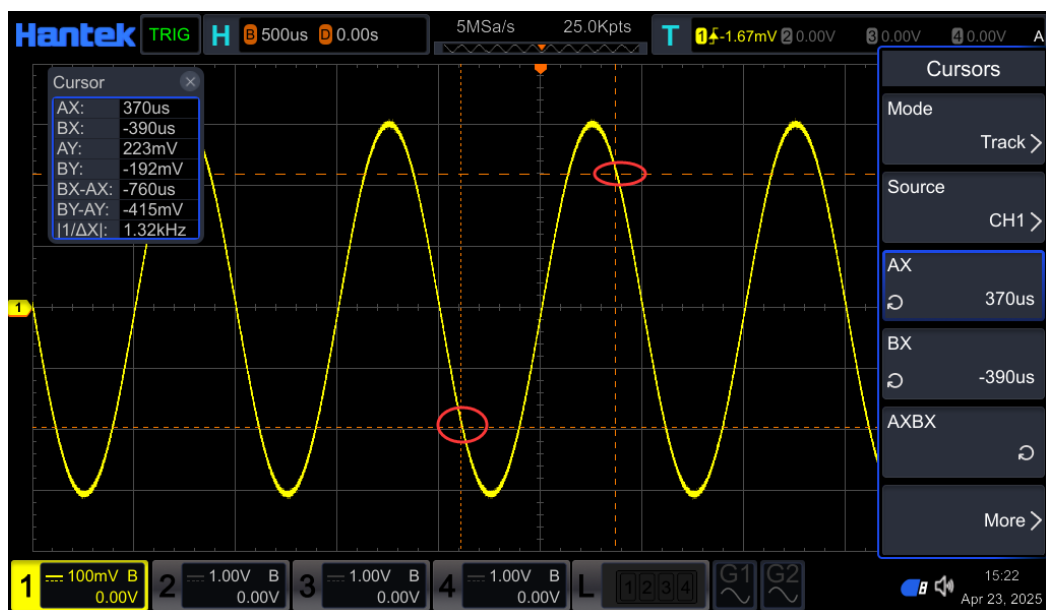 Hantek TRIG H B 500us D 0.00s 5MSa/s 25.0Kpts T 1 -1.67mV 2 0.00V 3 0.00V 4 0.00V A
Cursors
Cursor
AX: 370us
BX: -390us
AY: 223mV
BY: -192mV
BX-AX: -760us
BY-AY: -415mV
|1/ΔX|: 1.32kHz
Mode
Track
Source
CH1
AX
370us
BX
-390us
AXBX
More
1
1 100mV B
0.00V
2 1.00V B
0.00V
3 1.00V B
0.00V
4 1.00V B
0.00V
L 1 2 3 4
G1 G2
15:22
Apr 23, 2025